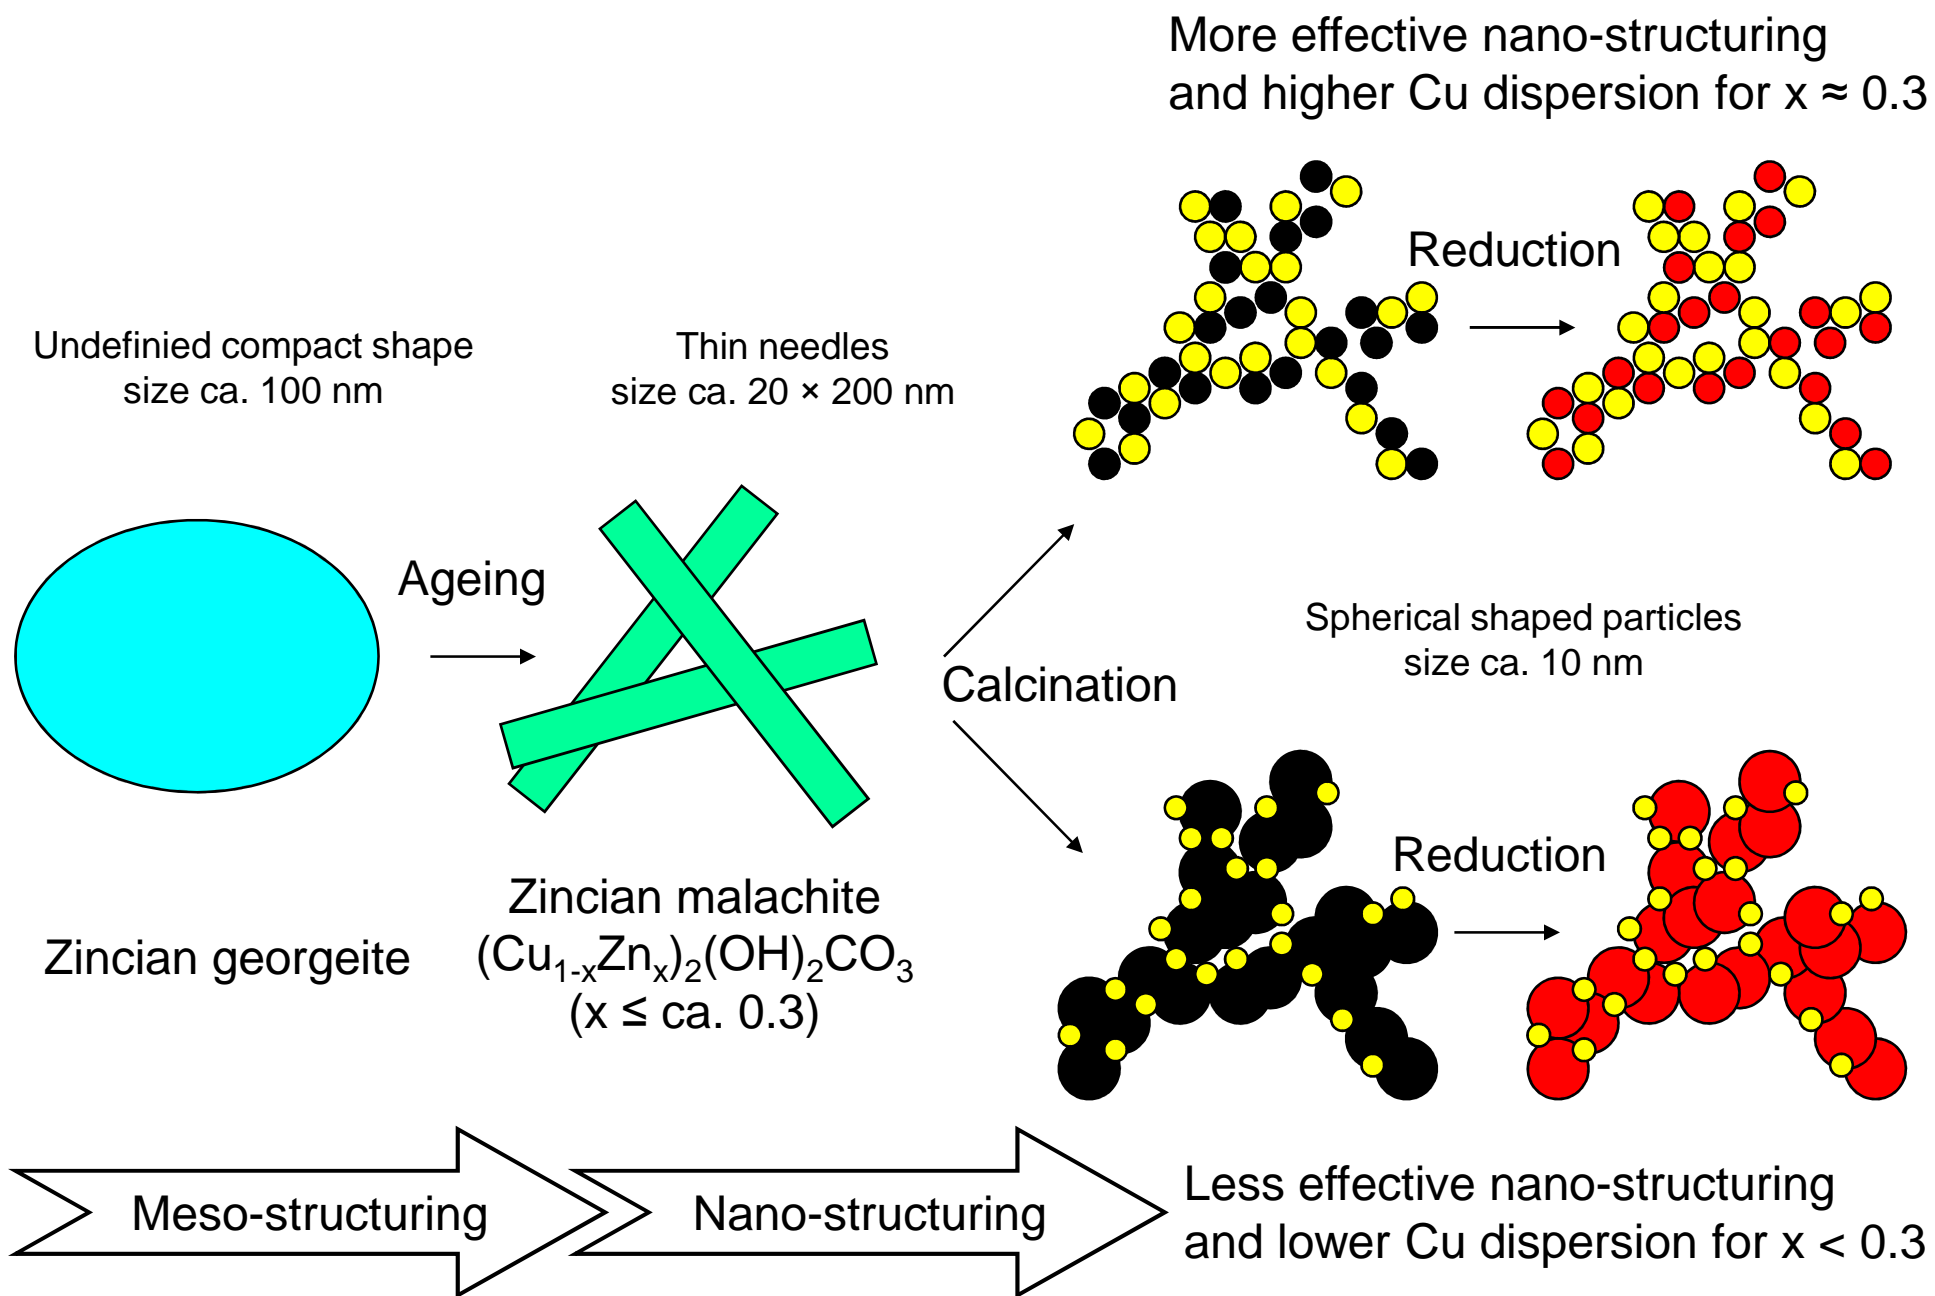 More effective nano-structuring
and higher Cu dispersion for x ≈ 0.3
Reduction
Undefinied compact shape
size ca. 100 nm
Thin needles
size ca. 20 × 200 nm
Ageing
Calcination
Spherical shaped particles
size ca. 10 nm
Reduction
Zincian georgeite
Zincian malachite
(Cu₁₋ₓZnₓ)₂(OH)₂CO₃
(x ≤ ca. 0.3)
Meso-structuring
Nano-structuring
Less effective nano-structuring
and lower Cu dispersion for x < 0.3